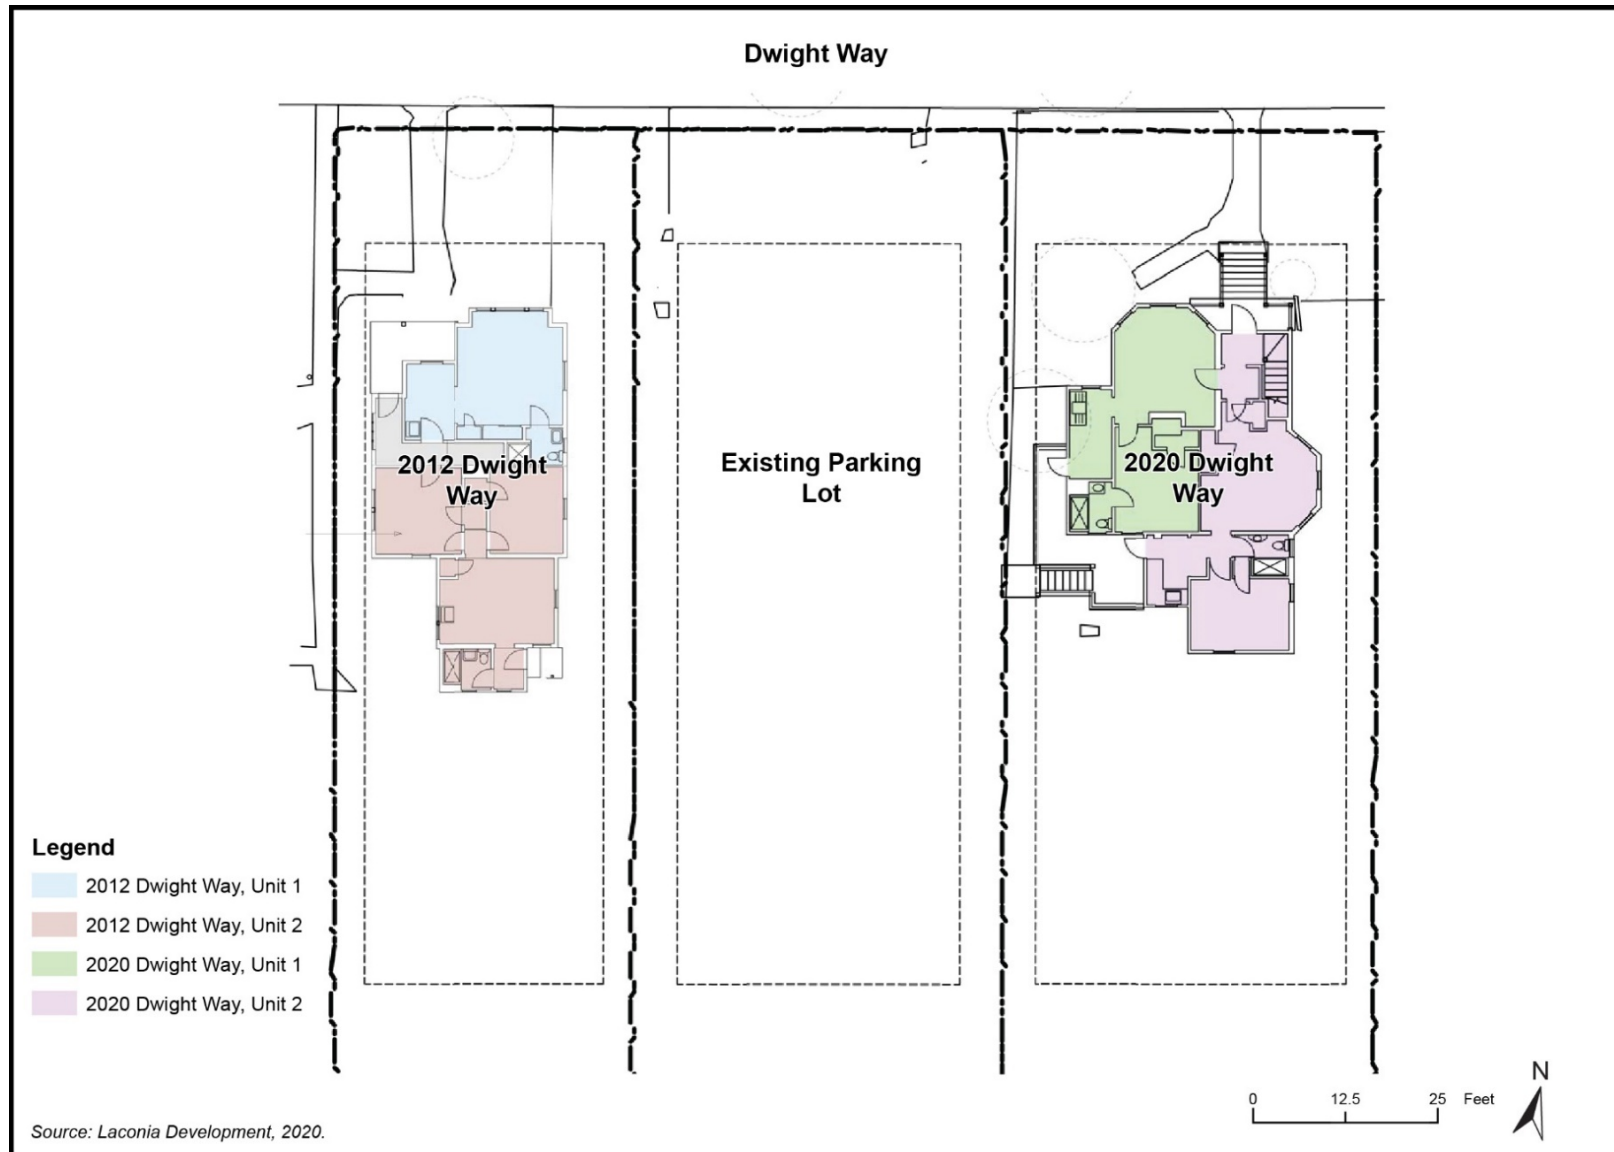 Dwight Way
2012 Dwight
Way
Existing Parking
Lot
2020 Dwight
Way
Legend
2012 Dwight Way, Unit 1
2012 Dwight Way, Unit 2
2020 Dwight Way, Unit 1
2020 Dwight Way, Unit 2
N
0 12.5 25 Feet
Source: Laconia Development, 2020.